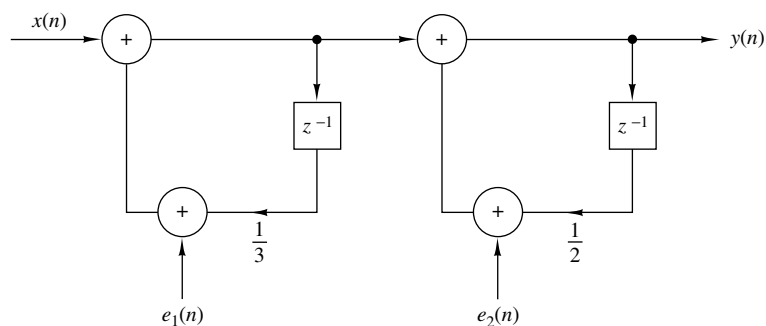 x(n)
+
+
y(n)
z⁻¹
z⁻¹
+
+
1/3
1/2
e₁(n)
e₂(n)